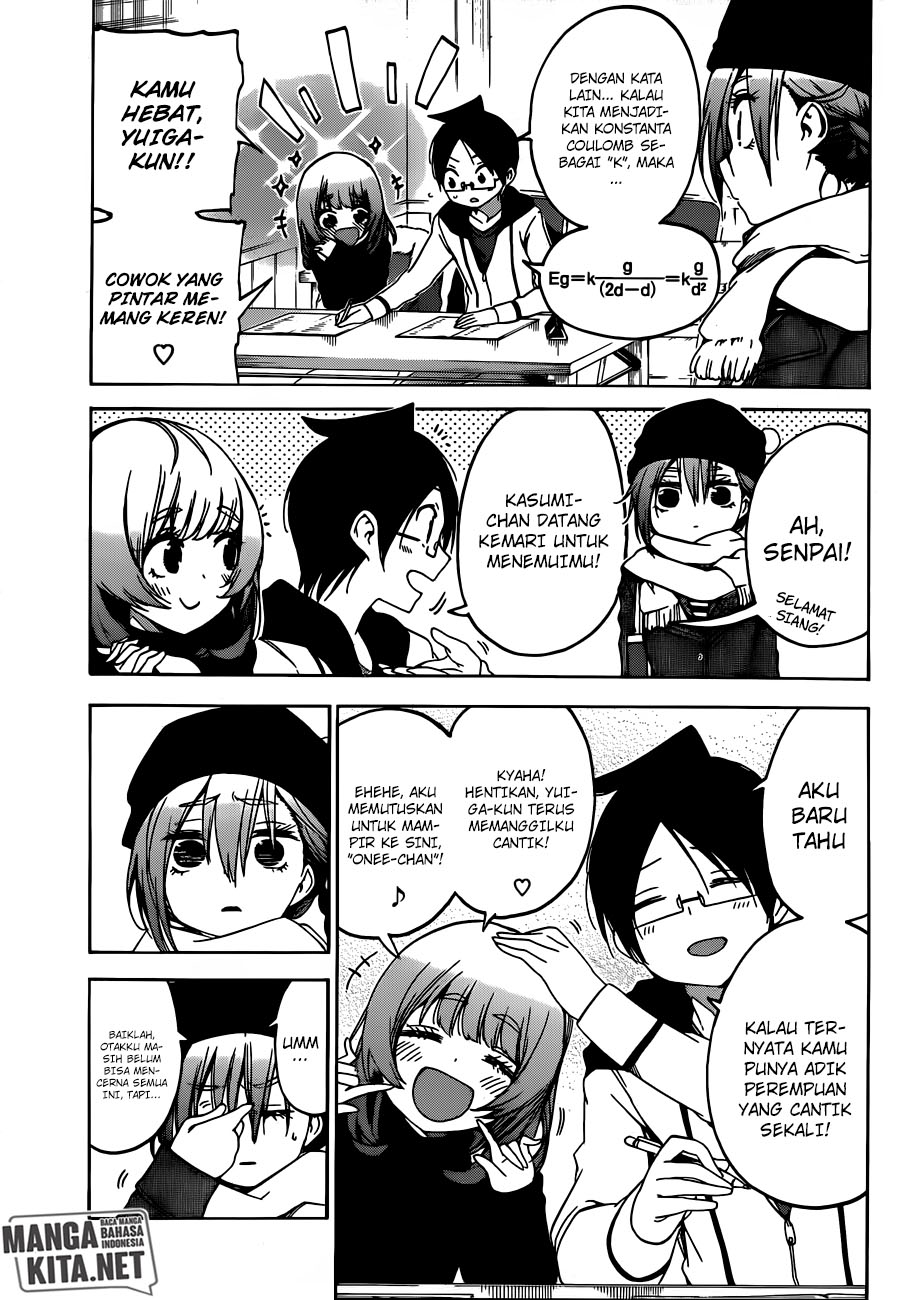 DENGAN KATA
LAIN... KALAU
KITA MENJADI-
KAN KONSTANTA
COULOMB SE-
BAGAI "K", MAKA
...
Eg=k g/(2d−d) =k g/d²
KAMU
HEBAT,
YUIGA-
KUN!!
COWOK YANG
PINTAR ME-
MANG KEREN!
♡
AH,
SENPAI!
SELAMAT
SIANG!
KASUMI-
CHAN DATANG
KEMARI UNTUK
MENEMUIMU!
AKU
BARU
TAHU
KALAU TER-
NYATA KAMU
PUNYA ADIK
PEREMPUAN
YANG CANTIK
SEKALI!
KYAHA!
HENTIKAN, YUI-
GA-KUN TERUS
MEMANGGILKU
CANTIK!
♡
EHEHE, AKU
MEMUTUSKAN
UNTUK MAM-
PIR KE SINI,
"ONEE-CHAN"!
♪
UMM
...
BAIKLAH,
OTAKKU MA-
SIH BELUM
BISA MEN-
CERNA SEMUA
INI, TAPI...
MANGA
BACA MANGA
BAHASA
INDONESIA
KITA.NET